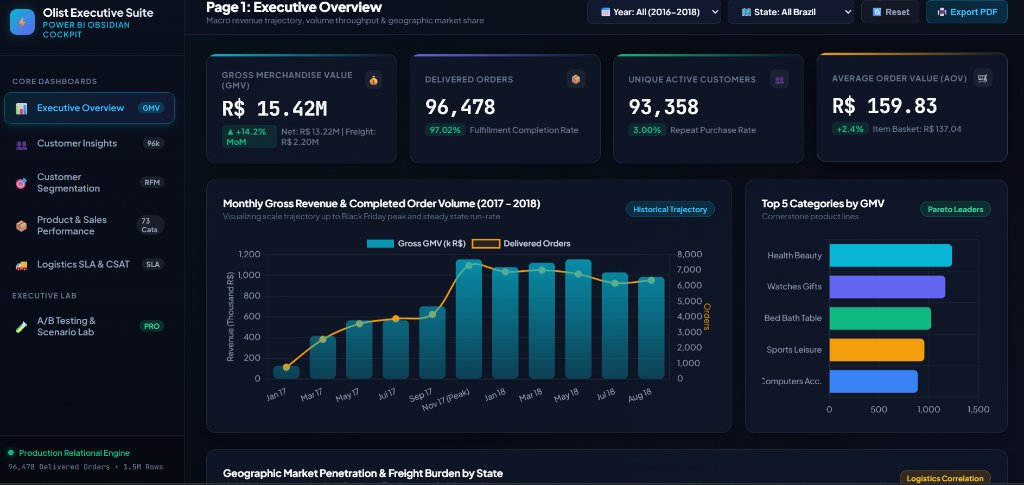 Olist Executive Suite
POWER BI OBSIDIAN
COCKPIT
CORE DASHBOARDS
Executive Overview
GMV
Customer Insights
96k
Customer
Segmentation
RFM
Product & Sales
Performance
73
Cats
Logistics SLA & CSAT
SLA
EXECUTIVE LAB
A/B Testing &
Scenario Lab
PRO
Production Relational Engine
96,478 Delivered Orders • 1.5M Rows
Page 1: Executive Overview
Macro revenue trajectory, volume throughput & geographic market share
Year: All (2016–2018)
State: All Brazil
Reset
Export PDF
GROSS MERCHANDISE VALUE
(GMV)
R$ 15.42M
▲ +14.2%
MoM
Net: R$ 13.22M | Freight:
R$ 2.20M
DELIVERED ORDERS
96,478
97.02%
Fulfillment Completion Rate
UNIQUE ACTIVE CUSTOMERS
93,358
3.00%
Repeat Purchase Rate
AVERAGE ORDER VALUE (AOV)
R$ 159.83
+2.4%
Item Basket: R$ 137.04
Monthly Gross Revenue & Completed Order Volume (2017 – 2018)
Visualizing scale trajectory up to Black Friday peak and steady state run-rate
Historical Trajectory
Gross GMV (k R$)
Delivered Orders
Revenue (Thousand R$)
1,200
1,000
800
600
400
200
0
8,000
7,000
6,000
5,000
4,000
3,000
2,000
1,000
0
Orders
Jan 17
Mar 17
May 17
Jul 17
Sep 17
Nov 17 (Peak)
Jan 18
Mar 18
May 18
Jul 18
Aug 18
Top 5 Categories by GMV
Cornerstone product lines
Pareto Leaders
Health Beauty
Watches Gifts
Bed Bath Table
Sports Leisure
Computers Acc.
0
500
1,000
1,500
Geographic Market Penetration & Freight Burden by State
Logistics Correlation